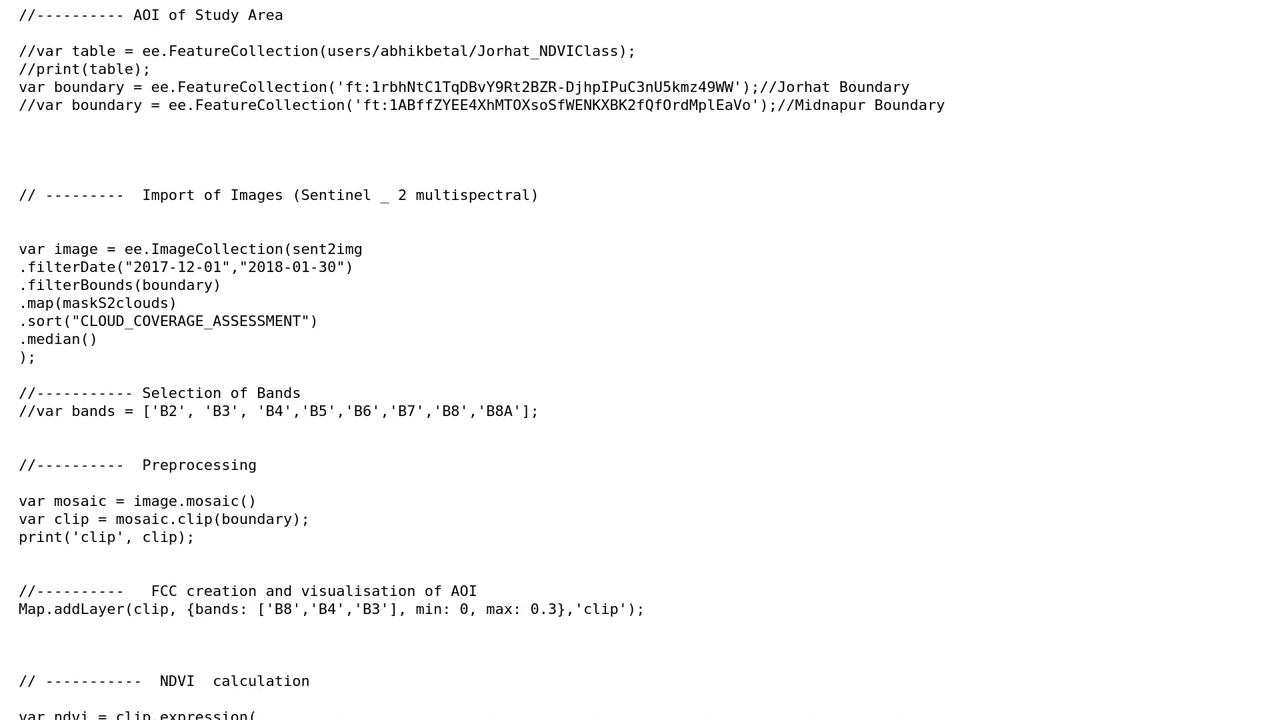 //---------- AOI of Study Area
//var table = ee.FeatureCollection(users/abhikbetal/Jorhat_NDVIClass);
//print(table);
var boundary = ee.FeatureCollection('ft:1rbhNtC1TqDBvY9Rt2BZR-DjhpIPuC3nU5kmz49WW');//Jorhat Boundary
//var boundary = ee.FeatureCollection('ft:1ABffZYEE4XhMTOXsoSfWENKXBK2fQfOrdMplEaVo');//Midnapur Boundary
// ---------  Import of Images (Sentinel _ 2 multispectral)
var image = ee.ImageCollection(sent2img
.filterDate("2017-12-01","2018-01-30")
.filterBounds(boundary)
.map(maskS2clouds)
.sort("CLOUD_COVERAGE_ASSESSMENT")
.median()
);
//----------- Selection of Bands
//var bands = ['B2', 'B3', 'B4','B5','B6','B7','B8','B8A'];
//----------  Preprocessing
var mosaic = image.mosaic()
var clip = mosaic.clip(boundary);
print('clip', clip);
//----------   FCC creation and visualisation of AOI
Map.addLayer(clip, {bands: ['B8','B4','B3'], min: 0, max: 0.3},'clip');
// -----------  NDVI  calculation
var ndvi = clip.expression(